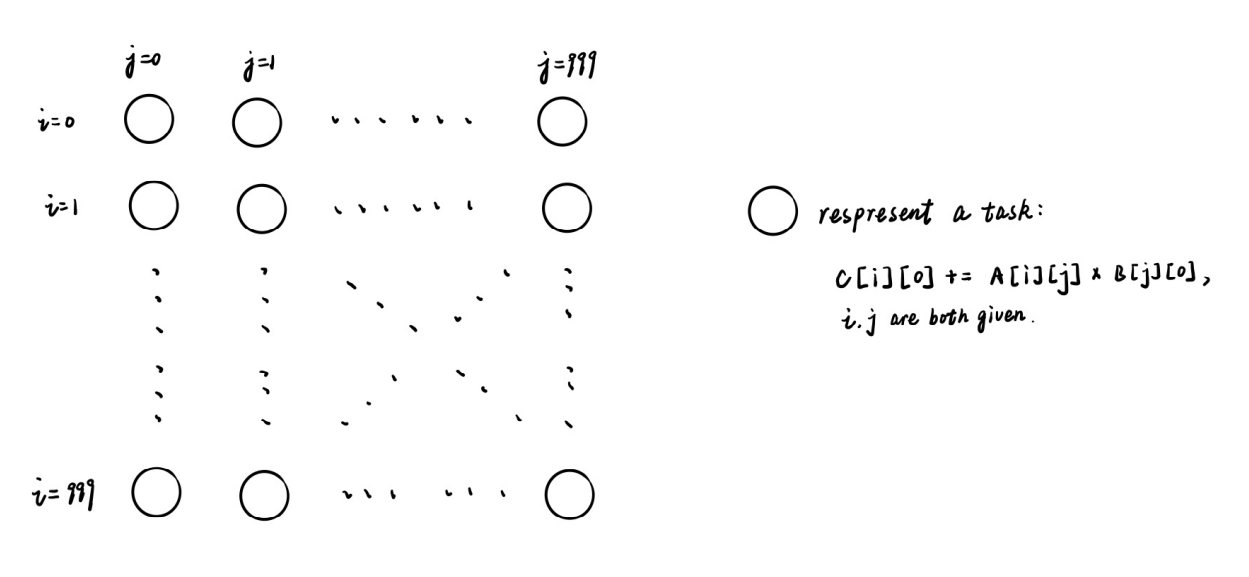 j=0 j=1 j=999
i=0
i=1
i=999
respresent a task:
C[i][0] += A[i][j] * B[j][0],
i.j are both given.